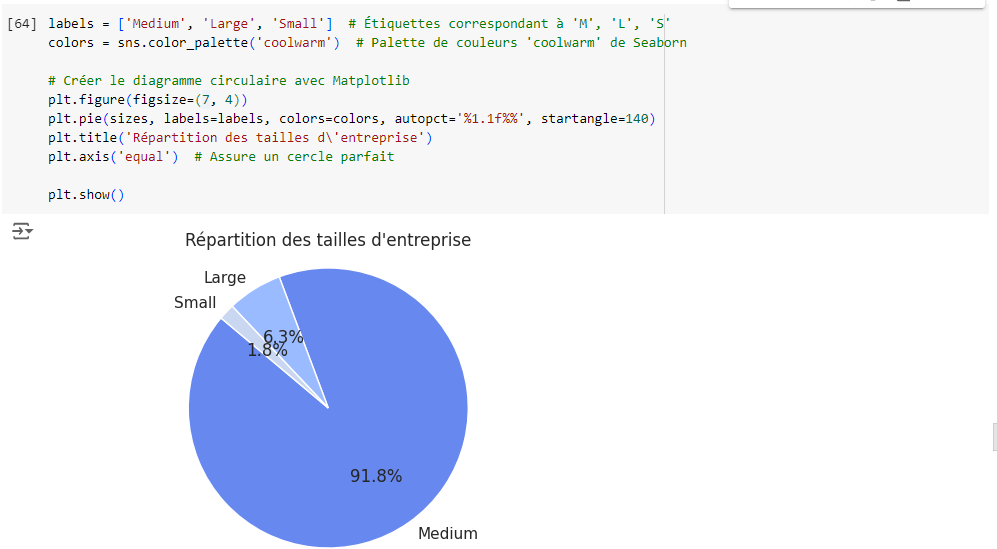 [64] labels = ['Medium', 'Large', 'Small']  # Étiquettes correspondant à 'M', 'L', 'S'
colors = sns.color_palette('coolwarm')  # Palette de couleurs 'coolwarm' de Seaborn
# Créer le diagramme circulaire avec Matplotlib
plt.figure(figsize=(7, 4))
plt.pie(sizes, labels=labels, colors=colors, autopct='%1.1f%%', startangle=140)
plt.title('Répartition des tailles d\'entreprise')
plt.axis('equal')  # Assure un cercle parfait
plt.show()
Répartition des tailles d'entreprise
Large
Small
6.3%
1.8%
91.8%
Medium